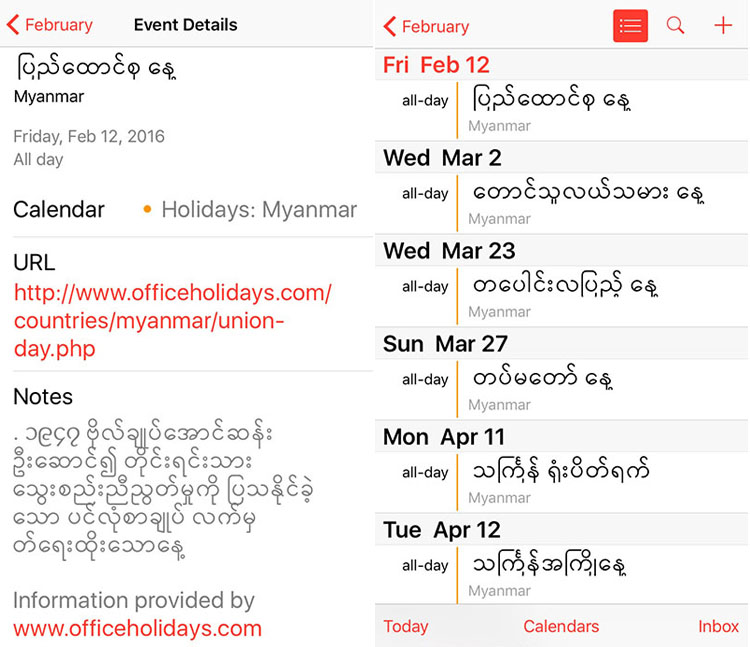 February
Event Details
ပြည်ထောင်စု နေ့
Myanmar
Friday, Feb 12, 2016
All day
Calendar • Holidays: Myanmar
URL
http://www.officeholidays.com/
countries/myanmar/union-
day.php
Notes
. ၁၉၄၇ ဗိုလ်ချုပ်အောင်ဆန်း
ဦးဆောင်၍ တိုင်းရင်းသား
သွေးစည်းညီညွတ်မှုကို ပြသနိုင်ခဲ့
သော ပင်လုံစာချုပ် လက်မှ
တ်ရေးထိုးသောနေ့
Information provided by
www.officeholidays.com
February
Fri Feb 12
all-day ပြည်ထောင်စု နေ့
Myanmar
Wed Mar 2
all-day တောင်သူလယ်သမား နေ့
Myanmar
Wed Mar 23
all-day တပေါင်းလပြည့် နေ့
Myanmar
Sun Mar 27
all-day တပ်မတော် နေ့
Myanmar
Mon Apr 11
all-day သင်္ကြန် ရုံးပိတ်ရက်
Myanmar
Tue Apr 12
all-day သင်္ကြန်အကြိုနေ့
Myanmar
Today Calendars Inbox